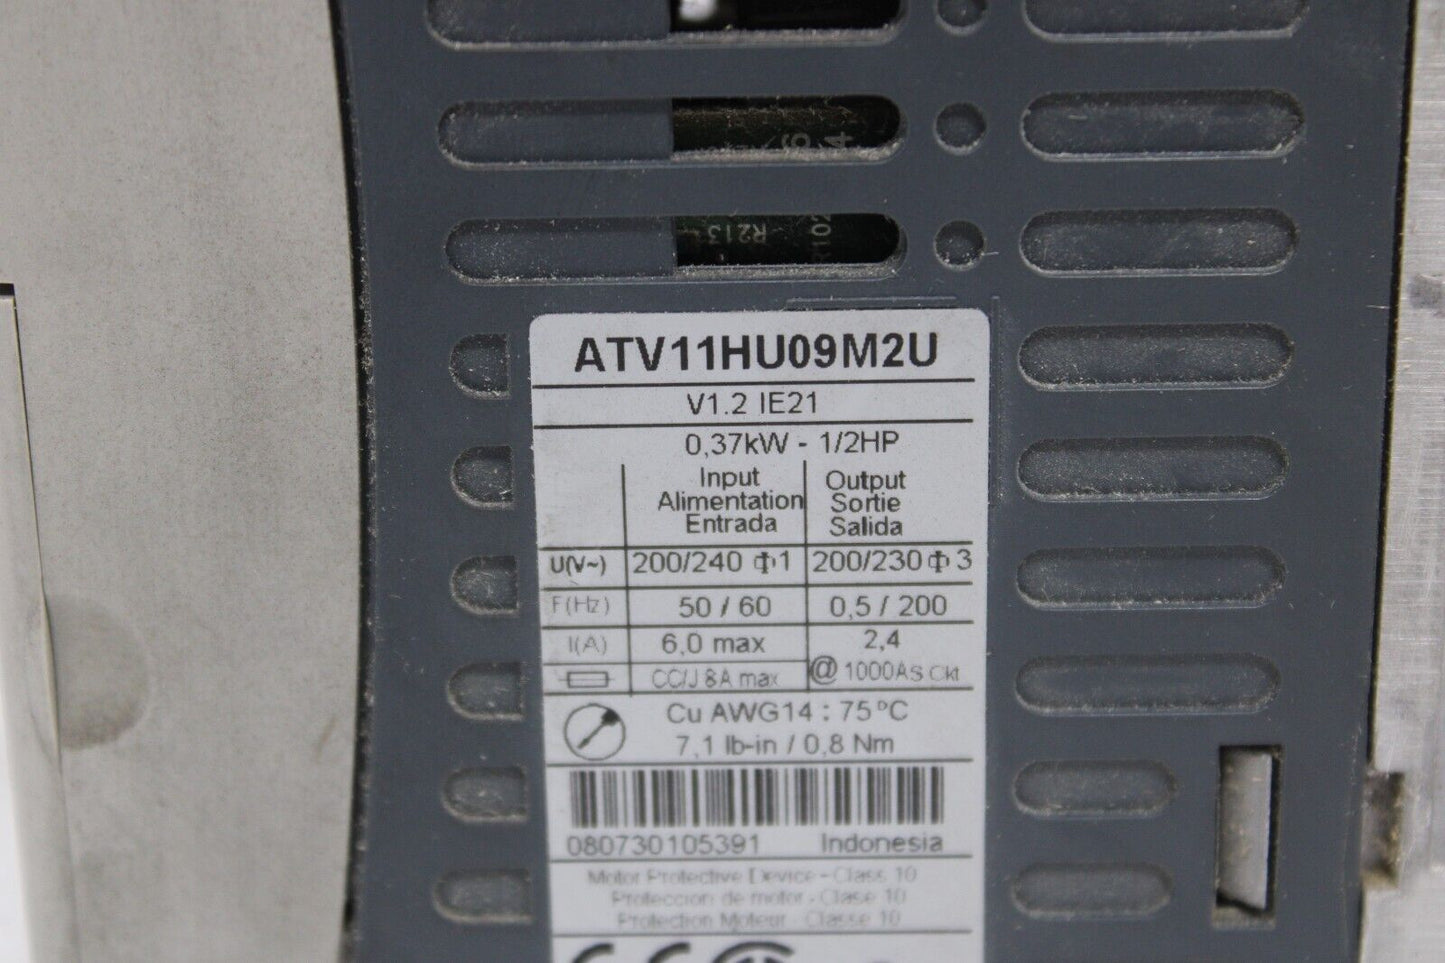 R213
ATV11HU09M2U
V1.2 IE21
0,37kW - 1/2HP
Input Output
Alimentation Sortie
Entrada Salida
U(V~) 200/240 Φ1 200/230 Φ 3
F(Hz) 50 / 60 0,5 / 200
I(A) 6,0 max 2,4
CC/J 8A max @ 1000AS Ckt
Cu AWG14 : 75°C
7,1 lb-in / 0,8 Nm
080730105391 Indonesia
Motor Protective Device - Class 10
Proteccion de motor - Clase 10
Protection Moteur - Classe 10